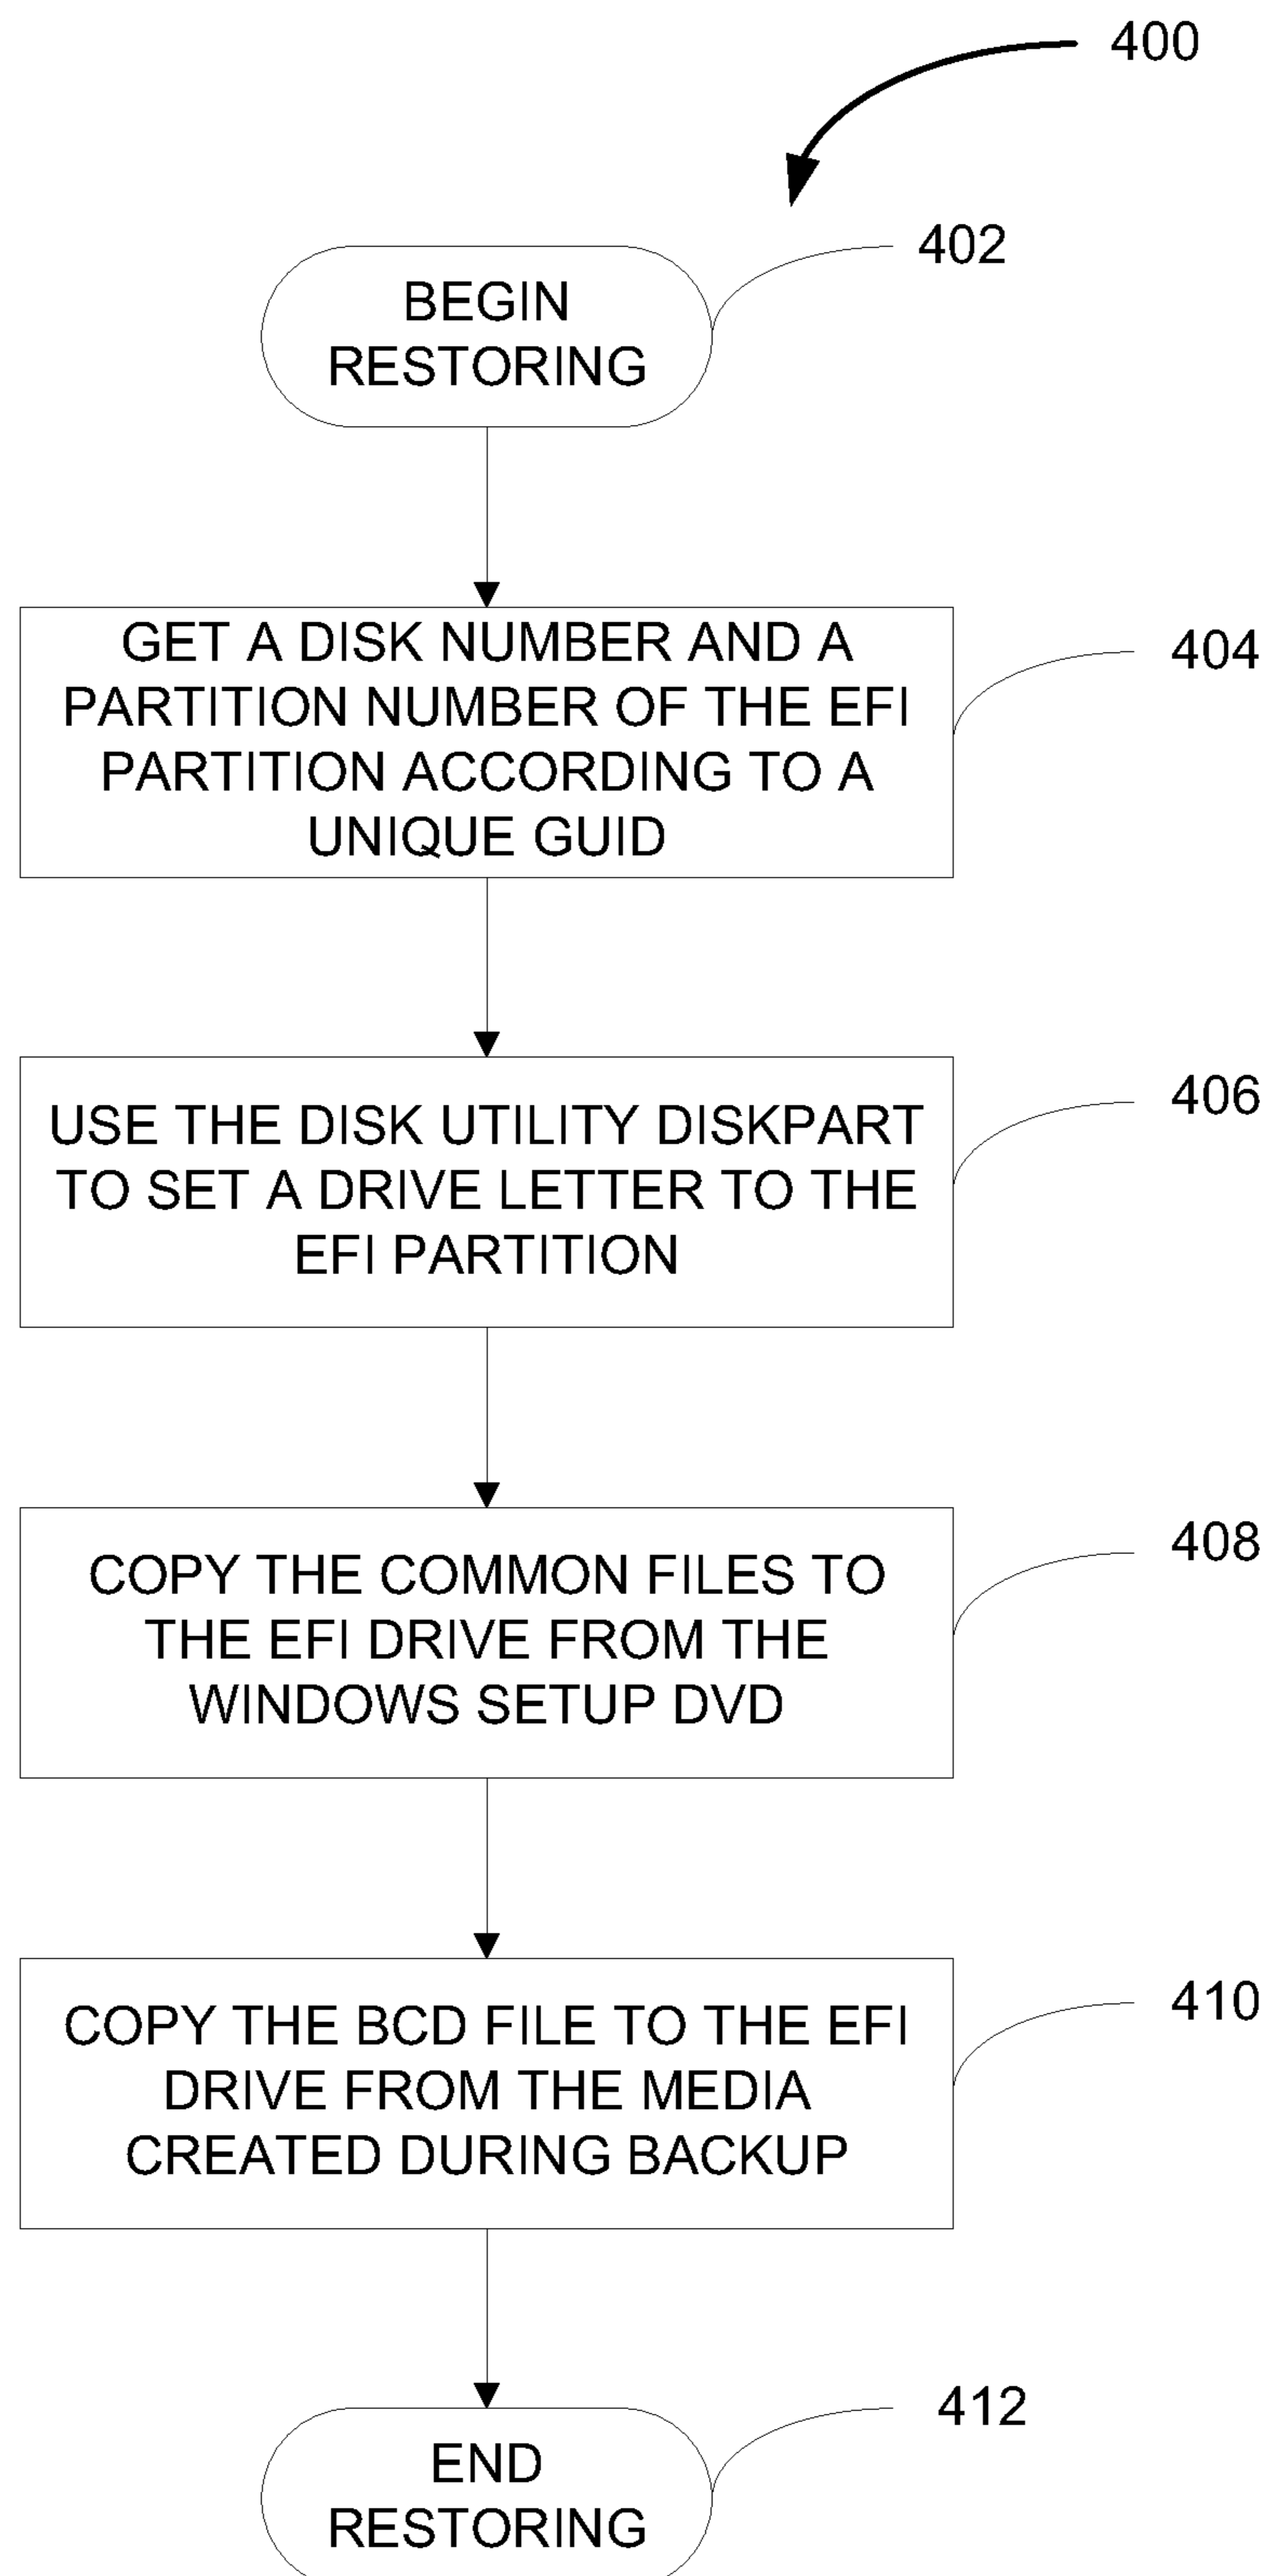 400
402
BEGIN
RESTORING
404
GET A DISK NUMBER AND A
PARTITION NUMBER OF THE EFI
PARTITION ACCORDING TO A
UNIQUE GUID
406
USE THE DISK UTILITY DISKPART
TO SET A DRIVE LETTER TO THE
EFI PARTITION
408
COPY THE COMMON FILES TO
THE EFI DRIVE FROM THE
WINDOWS SETUP DVD
410
COPY THE BCD FILE TO THE EFI
DRIVE FROM THE MEDIA
CREATED DURING BACKUP
412
END
RESTORING